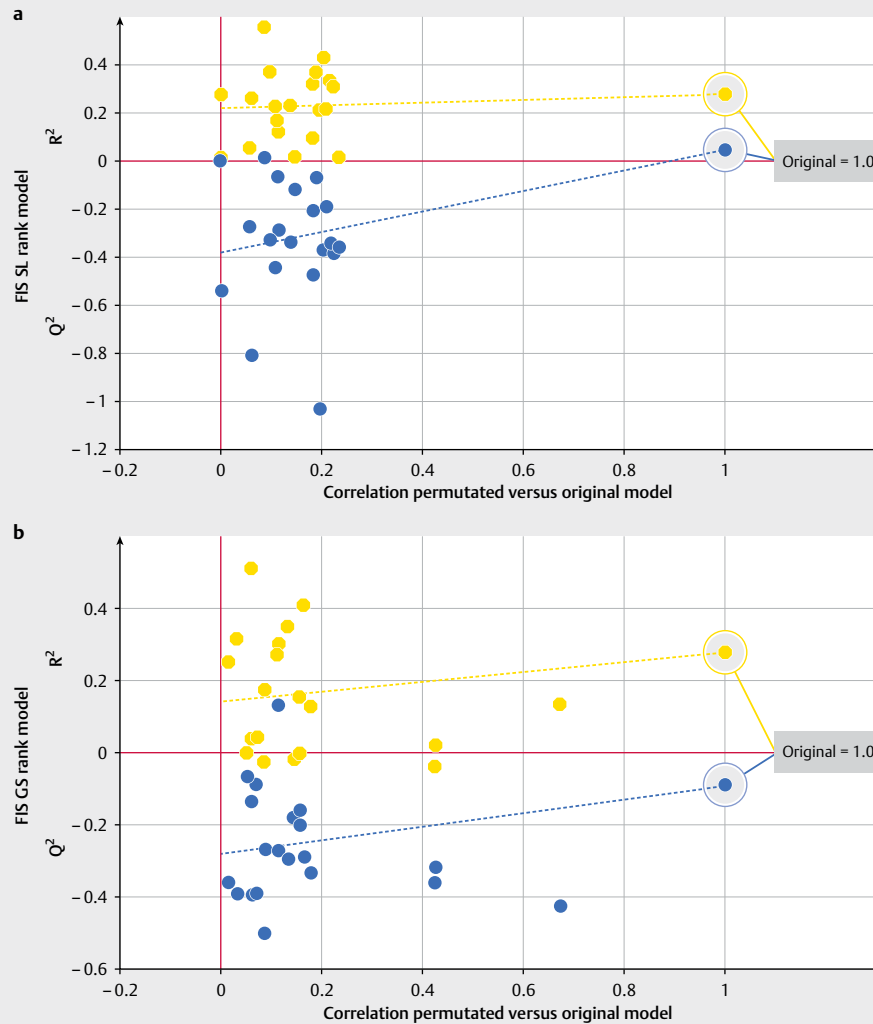 a
0.4
0.2
0
– 0.2
– 0.4
– 0.6
– 0.8
– 1
– 1.2
R²
FIS SL rank model
Q²
Original = 1.0
– 0.2 0 0.2 0.4 0.6 0.8 1
Correlation permutated versus original model
b
0.4
0.2
0
– 0.2
– 0.4
– 0.6
R²
FIS GS rank model
Q²
Original = 1.0
– 0.2 0 0.2 0.4 0.6 0.8 1
Correlation permutated versus original model